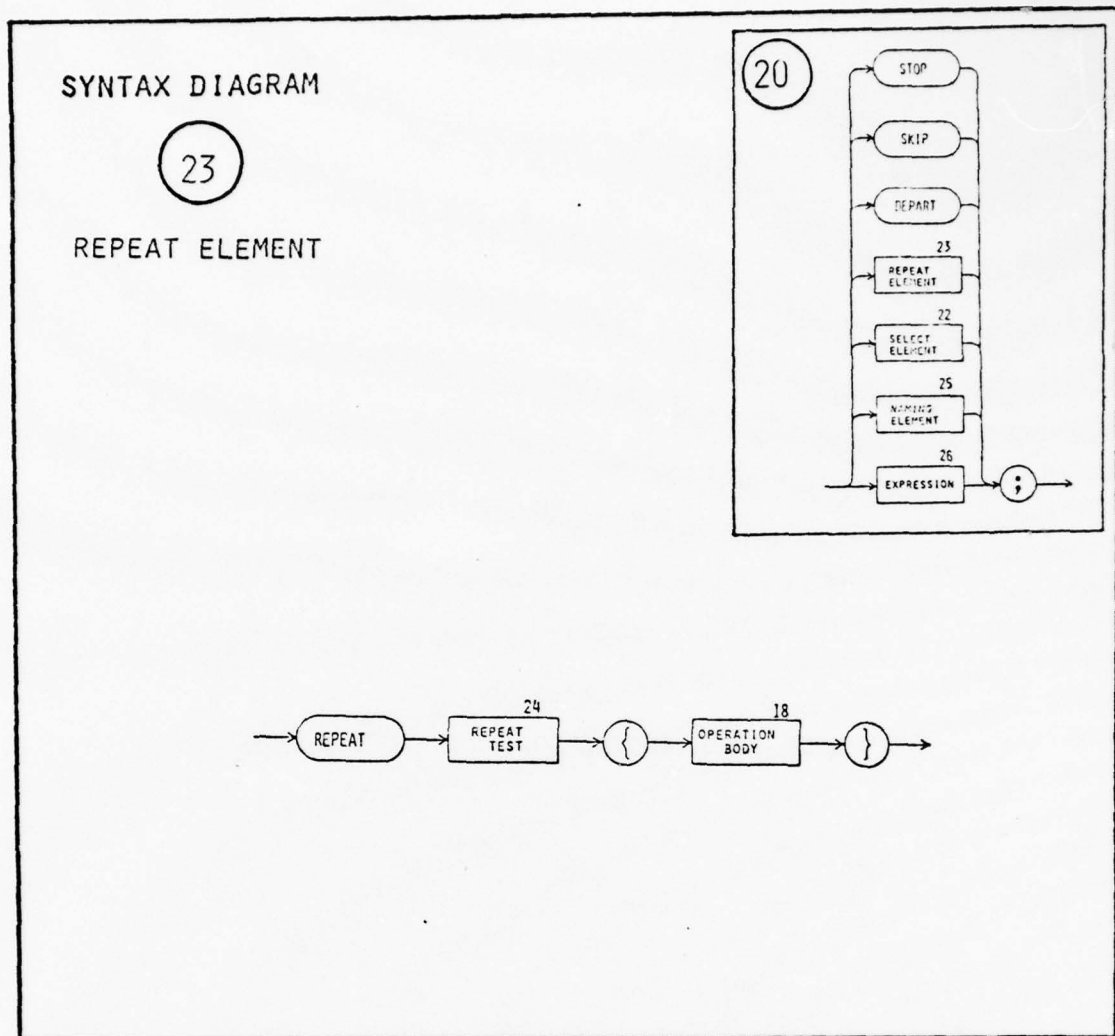 SYNTAX DIAGRAM
23
REPEAT ELEMENT
20
STOP
SKIP
DEPART
23
REPEAT
ELEMENT
22
SELECT
ELEMENT
25
NAMING
ELEMENT
26
EXPRESSION
;
REPEAT
24
REPEAT
TEST
{
18
OPERATION
BODY
}